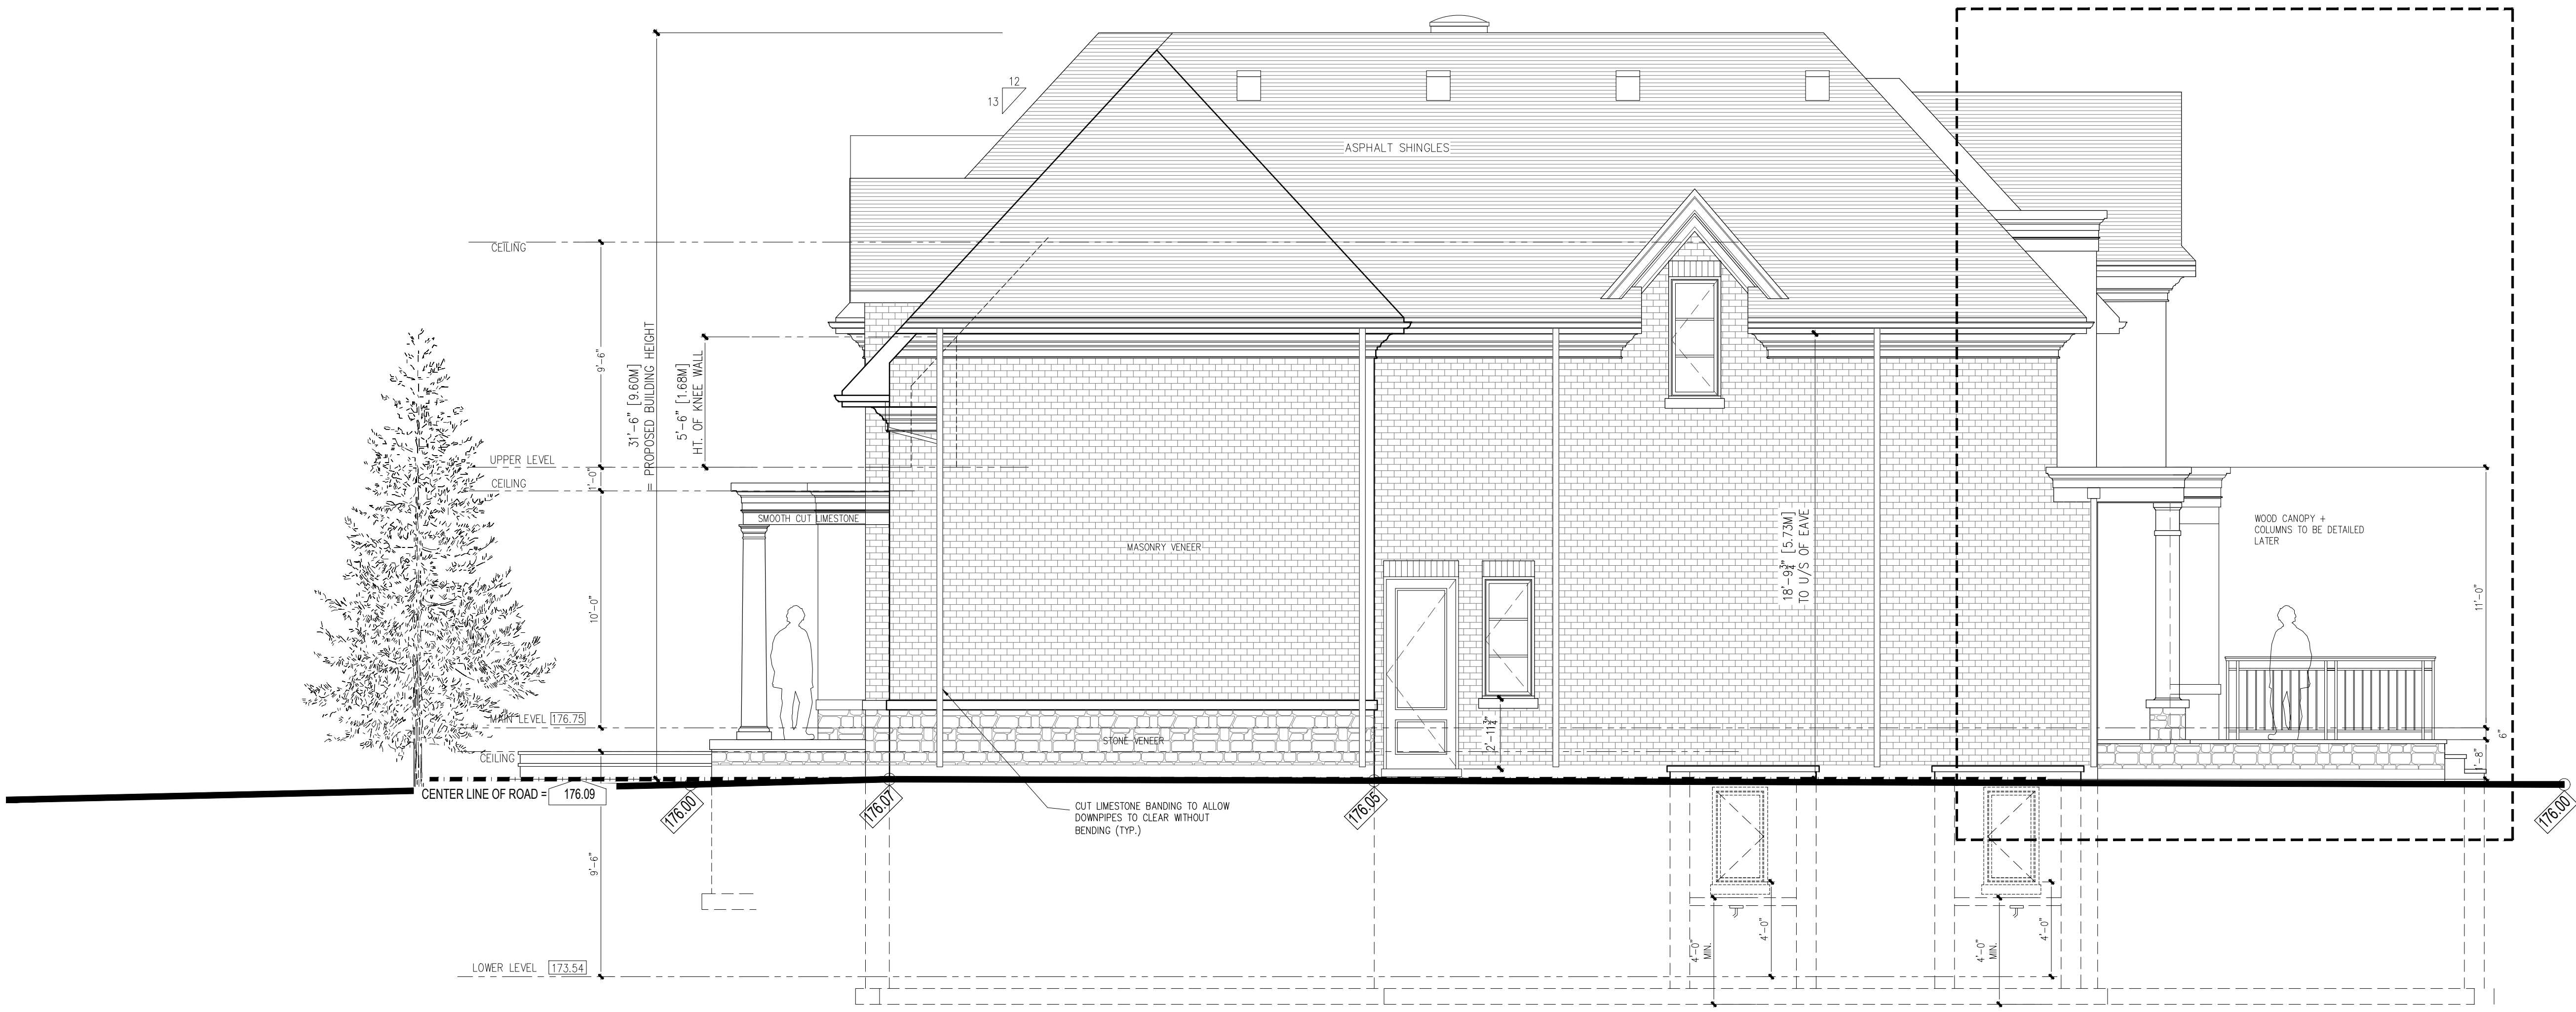 12
13
ASPHALT SHINGLES
CEILING
9'-6"
31'-6" [9.60M]
= PROPOSED BUILDING HEIGHT
5'-6" [1.68M]
HT. OF KNEE WALL
UPPER LEVEL
1'-0"
CEILING
SMOOTH CUT LIMESTONE
MASONRY VENEER
18'-9¾" [5.73M]
TO U/S OF EAVE
WOOD CANOPY +
COLUMNS TO BE DETAILED
LATER
10'-0"
11'-0"
MAIN LEVEL 176.75
2'-11¾"
STONE VENEER
6"
1'-8"
CEILING
CENTER LINE OF ROAD = 176.09
176.00
176.07
176.05
176.00
CUT LIMESTONE BANDING TO ALLOW
DOWNPIPES TO CLEAR WITHOUT
BENDING (TYP.)
9'-6"
4'-0"
MIN.
4'-0"
4'-0"
MIN.
4'-0"
LOWER LEVEL 173.54